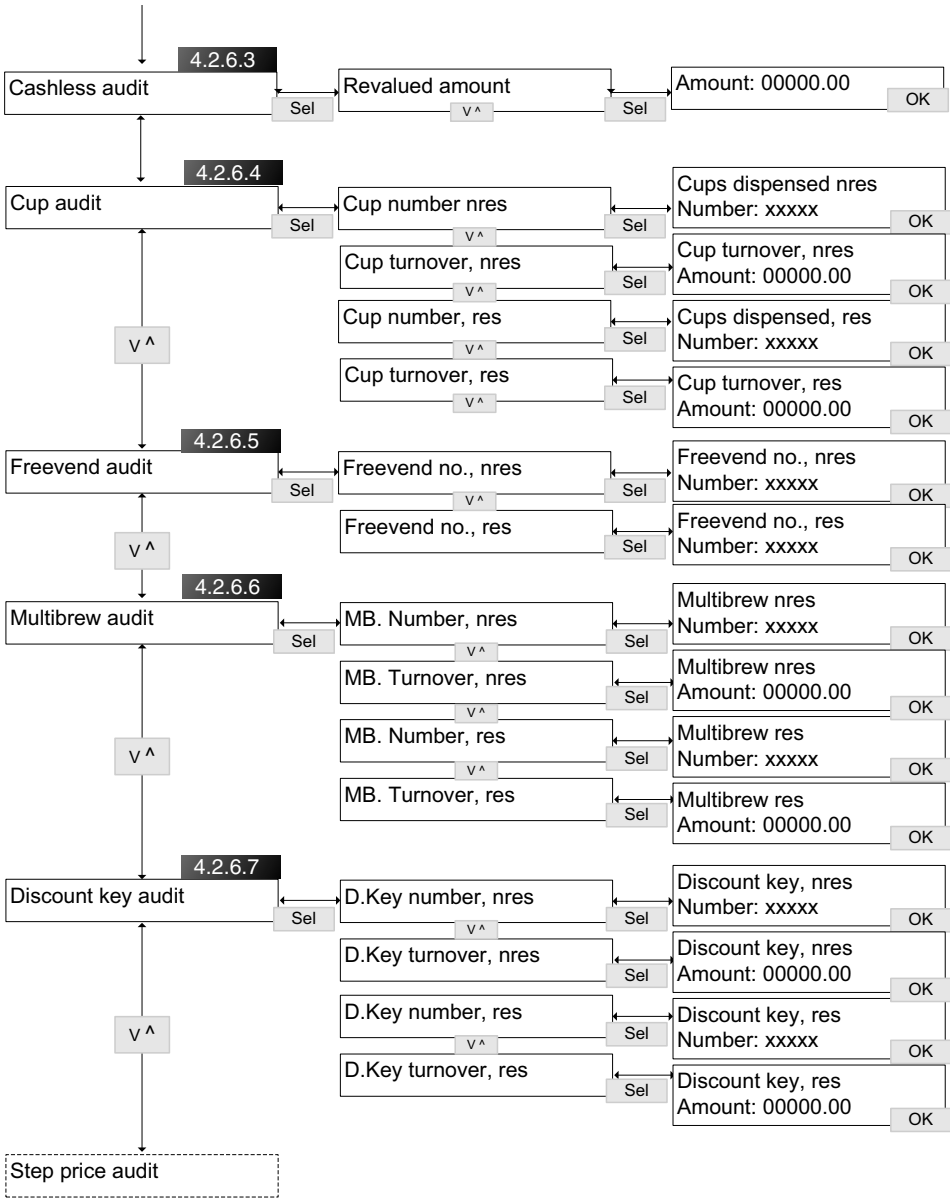 4.2.6.3
Cashless audit
Sel
Revalued amount
V ^
Sel
Amount: 00000.00
OK
4.2.6.4
Cup audit
Sel
Cup number nres
V ^
Sel
Cups dispensed nres
Number: xxxxx
OK
Cup turnover, nres
V ^
Sel
Cup turnover, nres
Amount: 00000.00
OK
Cup number, res
V ^
Sel
Cups dispensed, res
Number: xxxxx
OK
Cup turnover, res
V ^
Sel
Cup turnover, res
Amount: 00000.00
OK
V ^
4.2.6.5
Freevend audit
Sel
Freevend no., nres
V ^
Sel
Freevend no., nres
Number: xxxxx
OK
Freevend no., res
Sel
Freevend no., res
Number: xxxxx
OK
V ^
4.2.6.6
Multibrew audit
Sel
MB. Number, nres
V ^
Sel
Multibrew nres
Number: xxxxx
OK
MB. Turnover, nres
V ^
Sel
Multibrew nres
Amount: 00000.00
OK
MB. Number, res
V ^
Sel
Multibrew res
Number: xxxxx
OK
MB. Turnover, res
Sel
Multibrew res
Amount: 00000.00
OK
V ^
4.2.6.7
Discount key audit
Sel
D.Key number, nres
V ^
Sel
Discount key, nres
Number: xxxxx
OK
D.Key turnover, nres
Sel
Discount key, nres
Amount: 00000.00
OK
D.Key number, res
V ^
Sel
Discount key, res
Number: xxxxx
OK
D.Key turnover, res
Sel
Discount key, res
Amount: 00000.00
OK
V ^
Step price audit